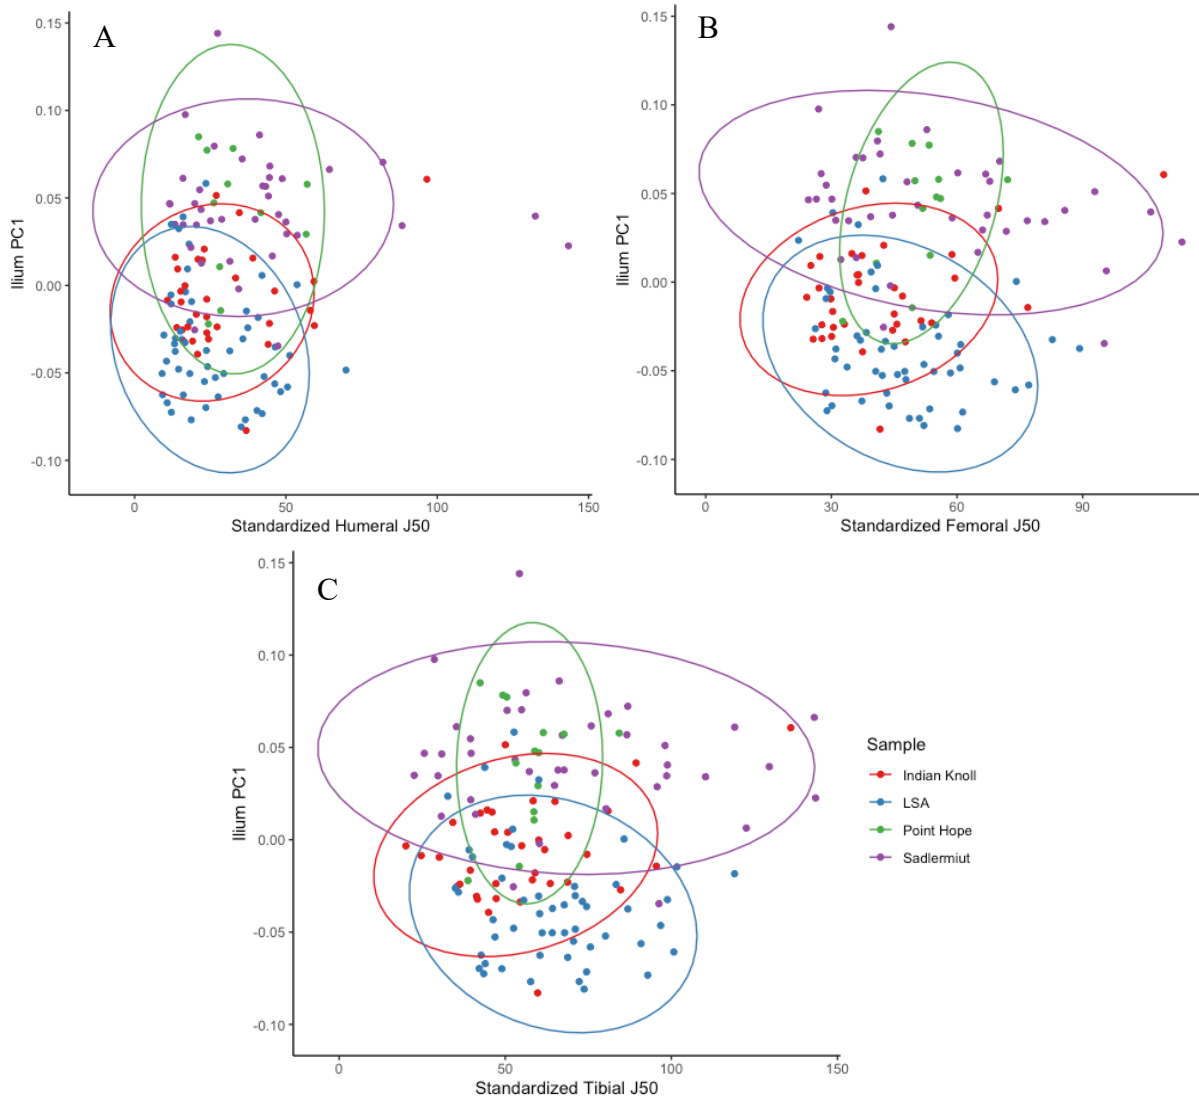 A
0.15
0.10
0.05
0.00
-0.05
-0.10
Ilium PC1
0
50
100
150
Standardized Humeral J50
B
0.15
0.10
0.05
0.00
-0.05
-0.10
Ilium PC1
0
30
60
90
Standardized Femoral J50
C
0.15
0.10
0.05
0.00
-0.05
-0.10
Ilium PC1
0
50
100
150
Standardized Tibial J50
Sample
Indian Knoll
LSA
Point Hope
Sadlermiut